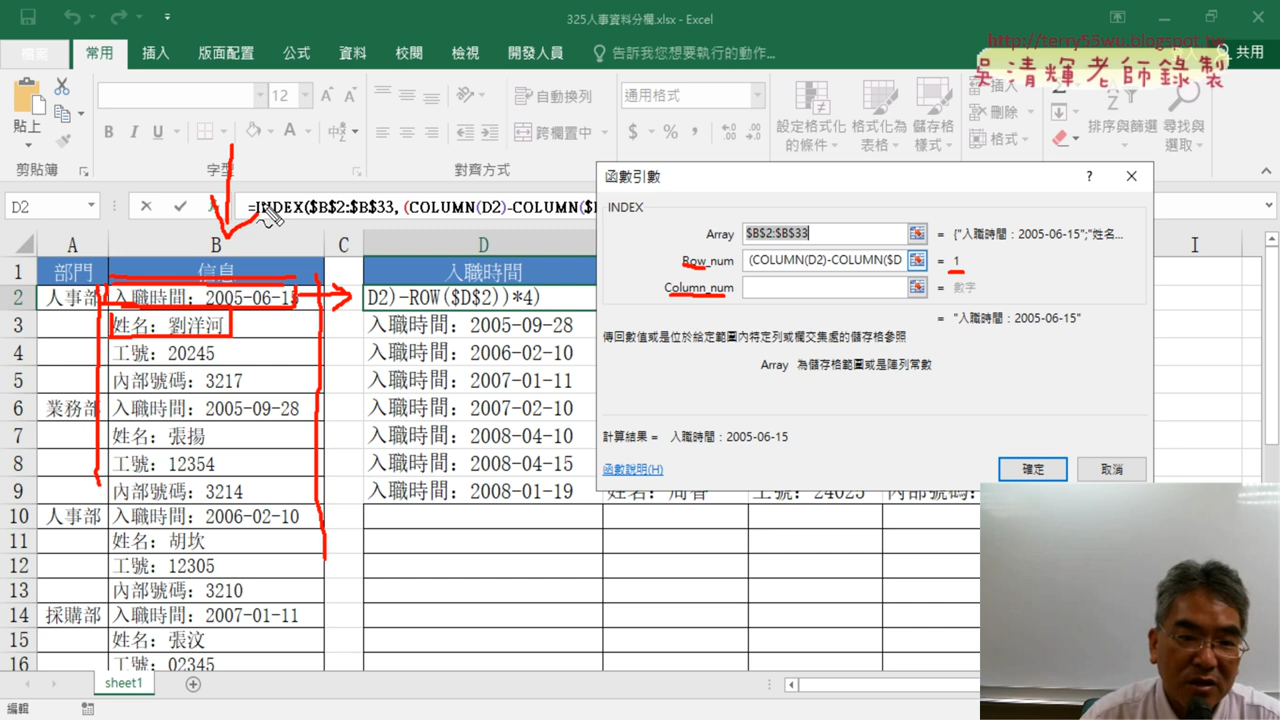 325人事資料分欄.xlsx - Excel
http://terry55wu.blogspot.tw
吳清輝老師錄製
檔案 常用 插入 版面配置 公式 資料 校閱 檢視 開發人員 告訴我您想要執行的動作... 共用
12 自動換列 通用格式 插入
貼上 B I U 跨欄置中 $ % 設定格式化的條件 格式化為表格 儲存格樣式 刪除 格式 排序與篩選 尋找與選取
剪貼簿 字型 對齊方式
D2 =INDEX($B$2:$B$33, (COLUMN(D2)-COLUMN($
A B C D I
1 部門 信息 入職時間
2 人事部 入職時間: 2005-06-15 D2)-ROW($D$2))*4)
3 姓名: 劉洋河 入職時間: 2005-09-28
4 工號: 20245 入職時間: 2006-02-10
5 內部號碼: 3217 入職時間: 2007-01-11
6 業務部 入職時間: 2005-09-28 入職時間: 2007-02-10
7 姓名: 張揚 入職時間: 2008-04-10
8 工號: 12354 入職時間: 2008-04-15
9 內部號碼: 3214 入職時間: 2008-01-19
10 人事部 入職時間: 2006-02-10
11 姓名: 胡坎
12 工號: 12305
13 內部號碼: 3210
14 採購部 入職時間: 2007-01-11
15 姓名: 張汶
16 工號: 02345
sheet1
編輯
函數引數 ?
INDEX
Array $B$2:$B$33 = {"入職時間:2005-06-15";"姓名...
Row_num (COLUMN(D2)-COLUMN($D = 1
Column_num = 數字
= "入職時間:2005-06-15"
傳回數值或是位於給定範圍內特定列或欄交集處的儲存格參照
Array 為儲存格範圍或是陣列常數
計算結果 = 入職時間:2005-06-15
函數說明(H) 確定 取消